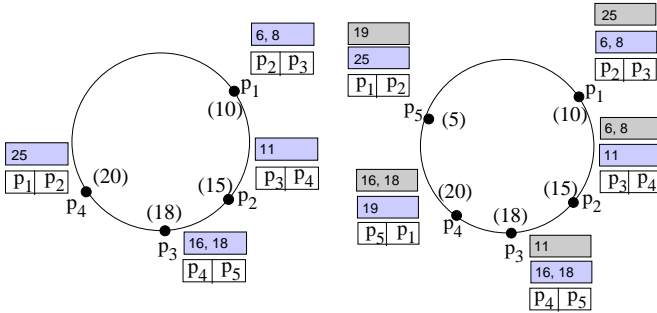 6, 8
p2 p3
p1
(10)
11
p3 p4
(15)
p2
25
p1 p2
(20)
p4
(18)
p3
16, 18
p4 p5
25
6, 8
p2 p3
p1
(10)
19
25
p1 p2
p5 (5)
6, 8
11
p3 p4
(15)
p2
16, 18
19
p5 p1
(20)
p4
(18)
p3
11
16, 18
p4 p5